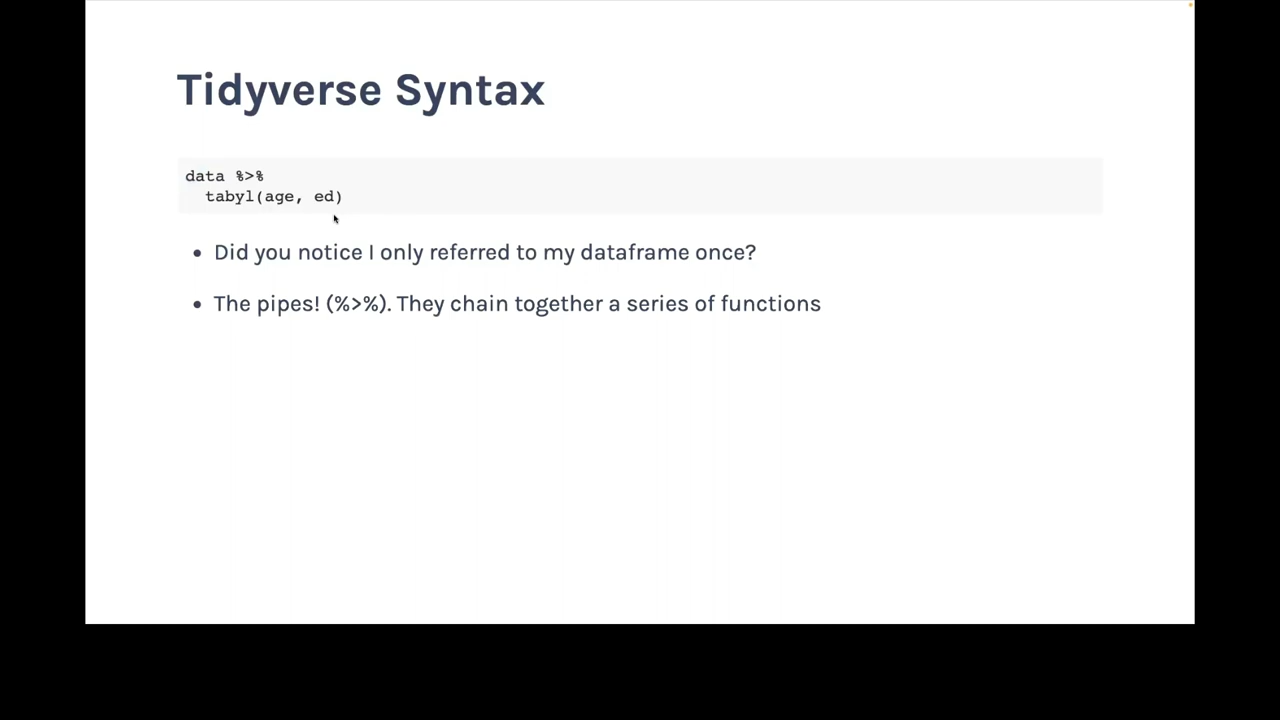 Tidyverse Syntax
data %>%
  tabyl(age, ed)
• Did you notice I only referred to my dataframe once?
• The pipes! (%>%). They chain together a series of functions